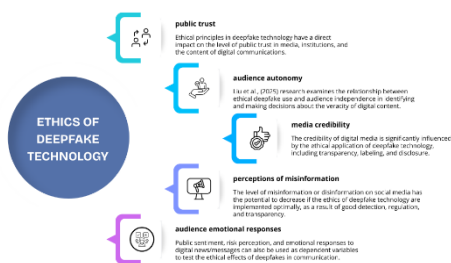 ETHICS OF
DEEPFAKE
TECHNOLOGY
public trust
Ethical principles in deepfake technology have a direct
impact on the level of public trust in media, institutions, and
the content of digital communications.
audience autonomy
Liu et al., (2025) research examines the relationship between
ethical deepfake use and audience independence in identifying
and making decisions about the veracity of digital content.
media credibility
The credibility of digital media is significantly influenced
by the ethical application of deepfake technology,
including transparency, labeling, and disclosure.
perceptions of misinformation
The level of misinformation or disinformation on social media has
the potential to decrease if the ethics of deepfake technology are
implemented optimally, as a result of good detection, regulation,
and transparency.
audience emotional responses
Public sentiment, risk perception, and emotional responses to
digital news/messages can also be used as dependent variables
to test the ethical effects of deepfakes in communication.